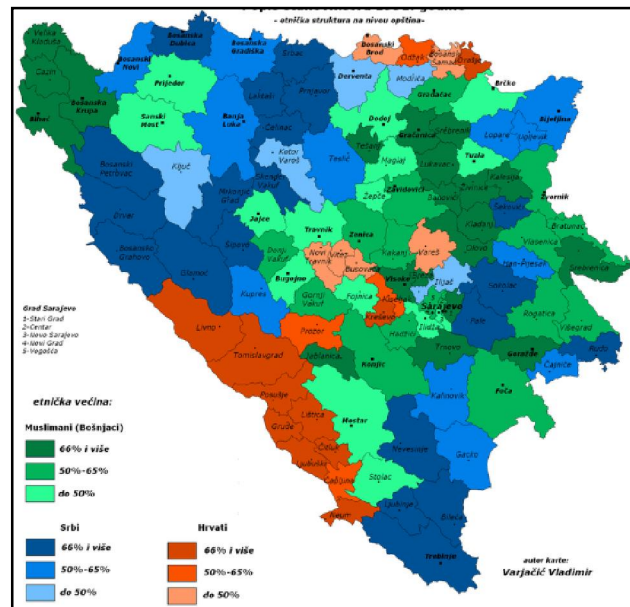 - etnička struktura na nivou opština-
Velika
Kladuša
Cazin
Bihać
Bosanska
Krupa
Bosanski
Novi
Bosanska
Dubica
Bosanska
Gradiška
Prijedor
Sanski
Most
Banja
Luka
Laktaši
Srbac
Prnjavor
Čelinac
Derventa
Bosanski
Brod
Odžak
Bosanski
Šamac
Orašje
Modriča
Gradačac
Brčko
Bijeljina
Ugljevik
Lopare
Srebrenik
Gračanica
Doboj
Tešanj
Maglaj
Teslić
Kotor
Varoš
Skender
Vakuf
Ključ
Bosanski
Petrovac
Drvar
Bosansko
Grahovo
Glamoč
Mrkonjić
Grad
Šipovo
Jajce
Donji
Vakuf
Bugojno
Kupres
Travnik
Novi
Travnik
Vitez
Busovača
Zenica
Žepče
Zavidovići
Lukavac
Tuzla
Banovići
Živinice
Kalesija
Zvornik
Šekovići
Kladanj
Olovo
Vareš
Kakanj
Visoko
Breza
Ilijaš
Sokolac
Han-Pijesak
Vlasenica
Bratunac
Srebrenica
Rogatica
Višegrad
Rudo
Čajniče
Goražde
Foča
Pale
Sarajevo
Ilidža
Hadžići
Trnovo
Kalinovik
Gacko
Nevesinje
Konjic
Jablanica
Prozor
Gornji
Vakuf
Fojnica
Kiseljak
Kreševo
Livno
Tomislavgrad
Posušje
Lištica
Grude
Ljubuški
Čitluk
Čapljina
Neum
Mostar
Stolac
Ljubinje
Bileća
Trebinje
Grad Sarajevo
1-Stari Grad
2-Centar
3-Novo Sarajevo
4-Novi Grad
5-Vogošća
etnička većina:
Muslimani (Bošnjaci)
66% i više
50%-65%
do 50%
Srbi
66% i više
50%-65%
do 50%
Hrvati
66% i više
50%-65%
do 50%
autor karte:
Varjačić Vladimir